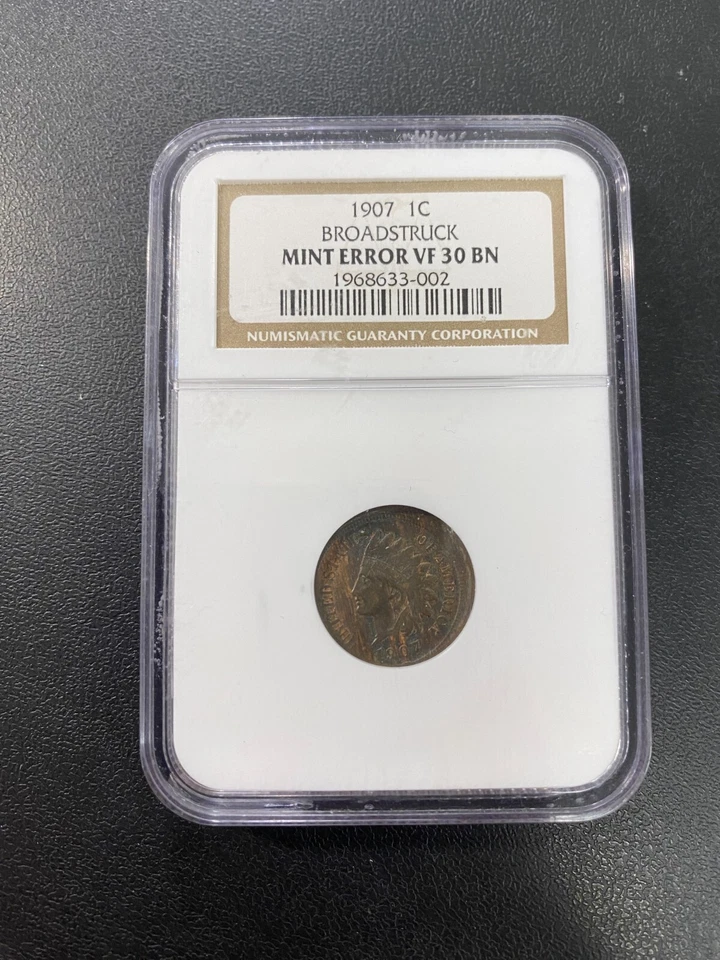 1907 1C
BROADSTRUCK
MINT ERROR VF 30 BN
1968633-002
NUMISMATIC GUARANTY CORPORATION